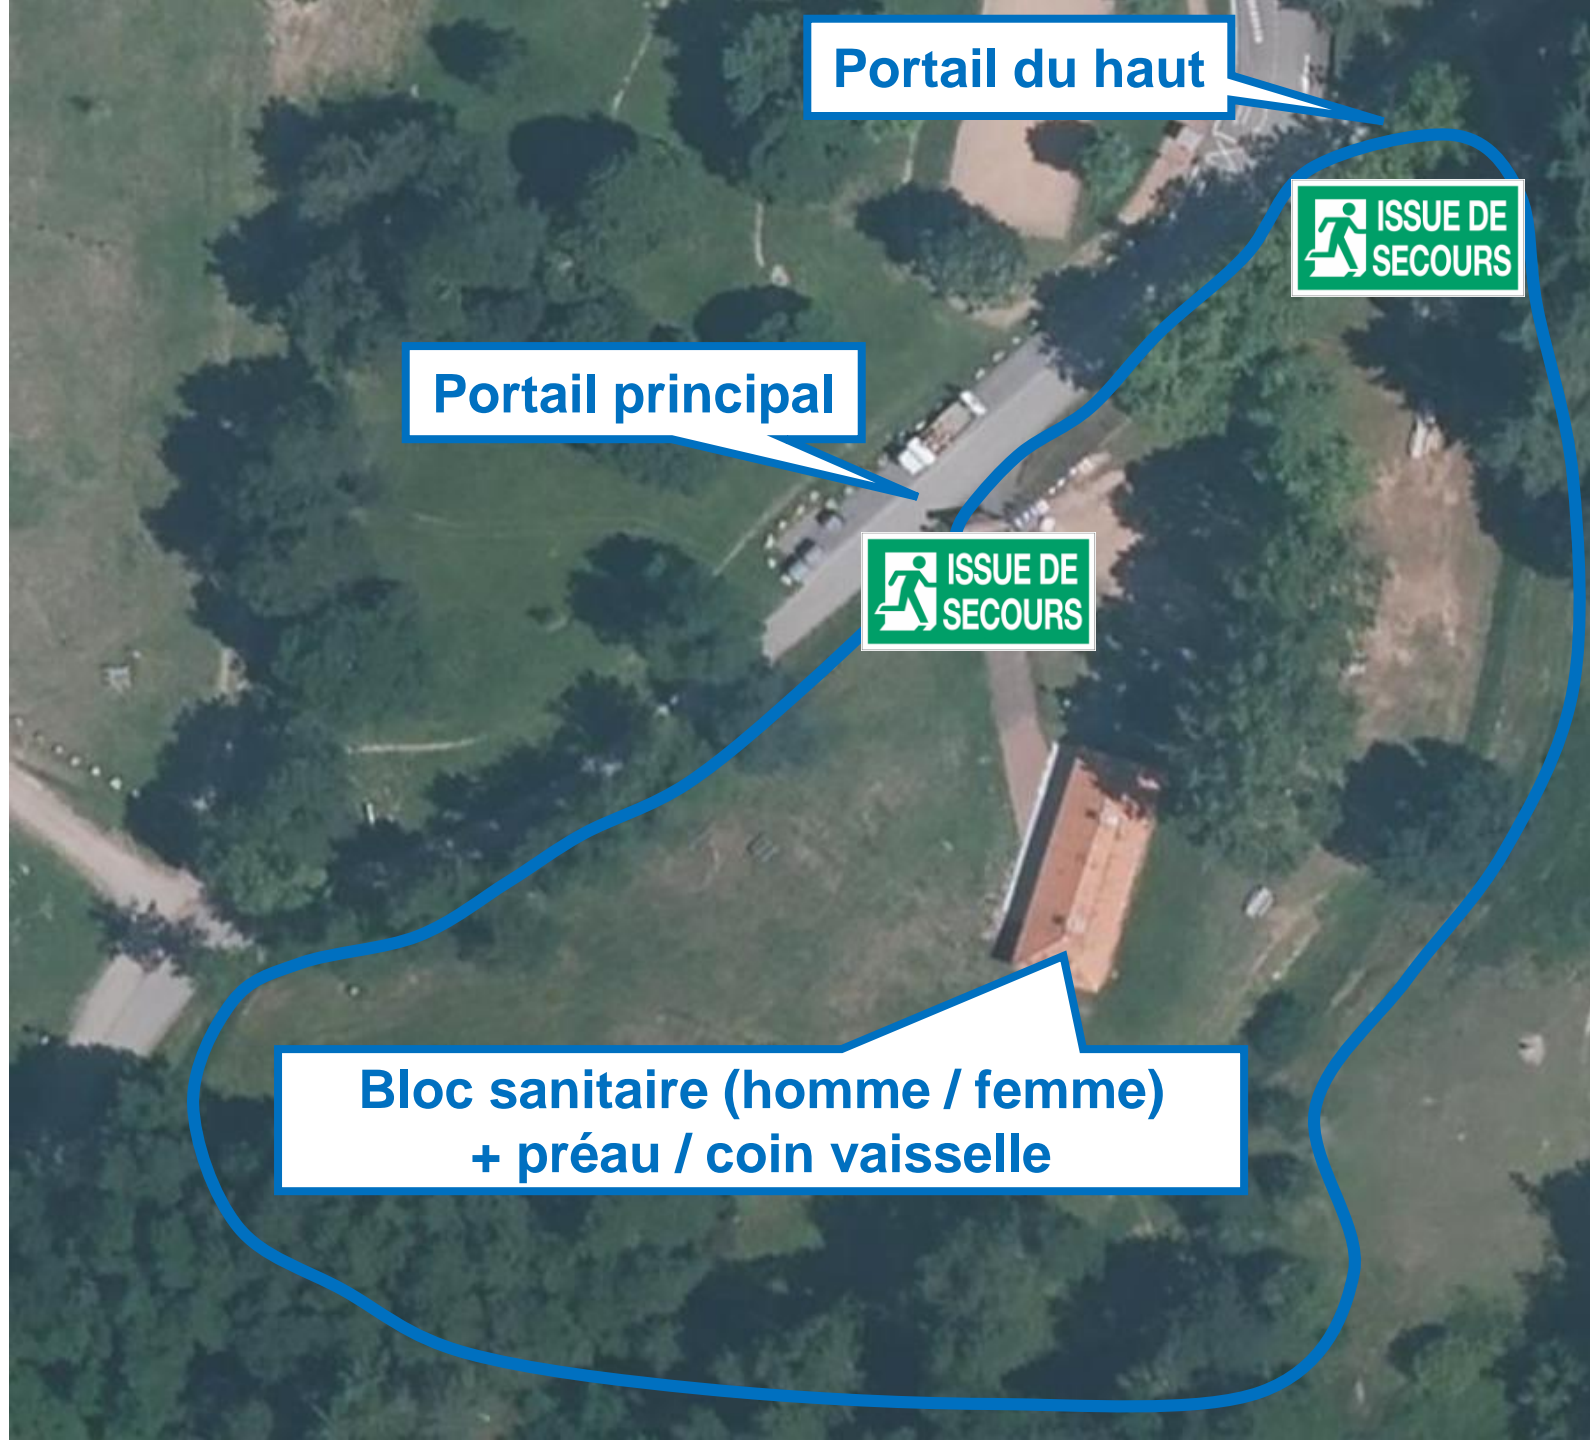 Portail du haut
ISSUE DE
SECOURS
Portail principal
ISSUE DE
SECOURS
Bloc sanitaire (homme / femme)
+ préau / coin vaisselle